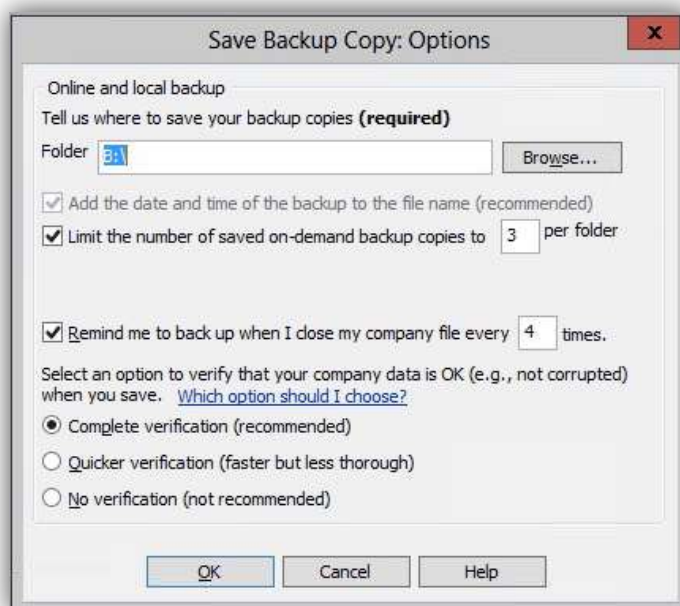 Save Backup Copy: Options
x
Online and local backup
Tell us where to save your backup copies (required)
Folder B:\ Browse...
Add the date and time of the backup to the file name (recommended)
Limit the number of saved on-demand backup copies to 3 per folder
Remind me to back up when I close my company file every 4 times.
Select an option to verify that your company data is OK (e.g., not corrupted)
when you save. Which option should I choose?
Complete verification (recommended)
Quicker verification (faster but less thorough)
No verification (not recommended)
OK Cancel Help